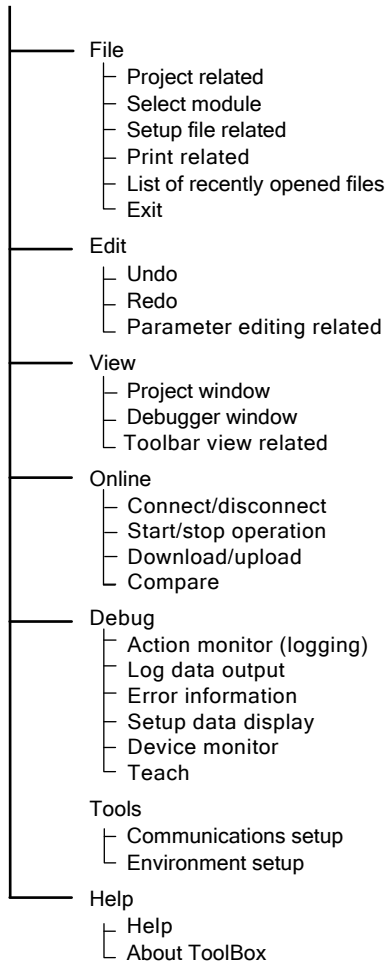 File
Project related
Select module
Setup file related
Print related
List of recently opened files
Exit
Edit
Undo
Redo
Parameter editing related
View
Project window
Debugger window
Toolbar view related
Online
Connect/disconnect
Start/stop operation
Download/upload
Compare
Debug
Action monitor (logging)
Log data output
Error information
Setup data display
Device monitor
Teach
Tools
Communications setup
Environment setup
Help
Help
About ToolBox